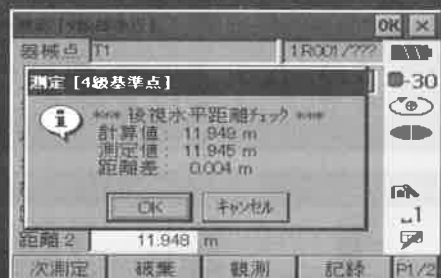 OK ×
器械点 T1 1R001/???
測定 [4級基準点]
-30
*** 後視水平距離チェック ***
計算値 : 11.949 m
測定値 : 11.945 m
距離差 : 0.004 m
OK キャンセル
1
距離2 11.948 m
次測定 破棄 観測 記録 P1/2